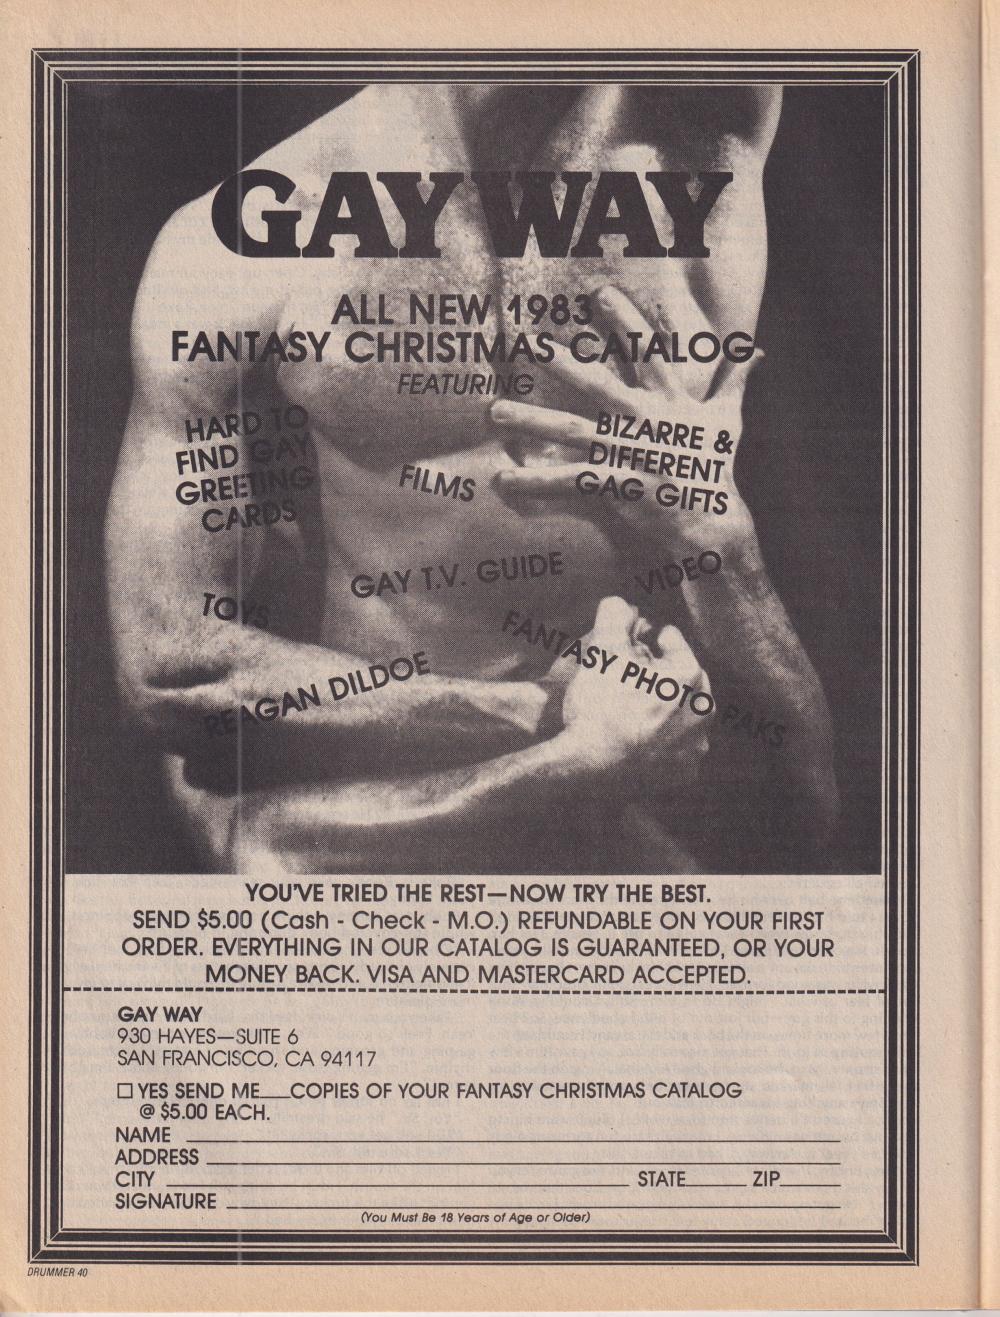 GAY WAY
ALL NEW 1983
FANTASY CHRISTMAS CATALOG
FEATURING
HARD TO
FIND GAY
GREETING
CARDS
FILMS
BIZARRE &
DIFFERENT
GAG GIFTS
GAY T.V. GUIDE
VIDEO
TOYS
FANTASY PHOTO PAKS
REAGAN DILDOE
YOU'VE TRIED THE REST—NOW TRY THE BEST.
SEND $5.00 (Cash - Check - M.O.) REFUNDABLE ON YOUR FIRST
ORDER. EVERYTHING IN OUR CATALOG IS GUARANTEED, OR YOUR
MONEY BACK. VISA AND MASTERCARD ACCEPTED.
GAY WAY
930 HAYES—SUITE 6
SAN FRANCISCO, CA 94117
☐ YES SEND ME___COPIES OF YOUR FANTASY CHRISTMAS CATALOG
@ $5.00 EACH.
NAME
ADDRESS
CITY STATE ZIP
SIGNATURE
(You Must Be 18 Years of Age or Older)
DRUMMER 40